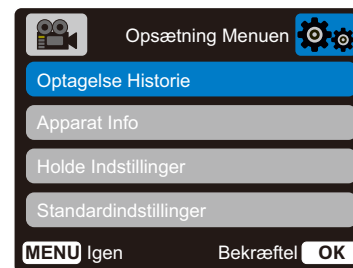 Opsætning Menuen
Optagelse Historie
Apparat Info
Holde Indstillinger
Standardindstillinger
MENU Igen Bekræftel OK